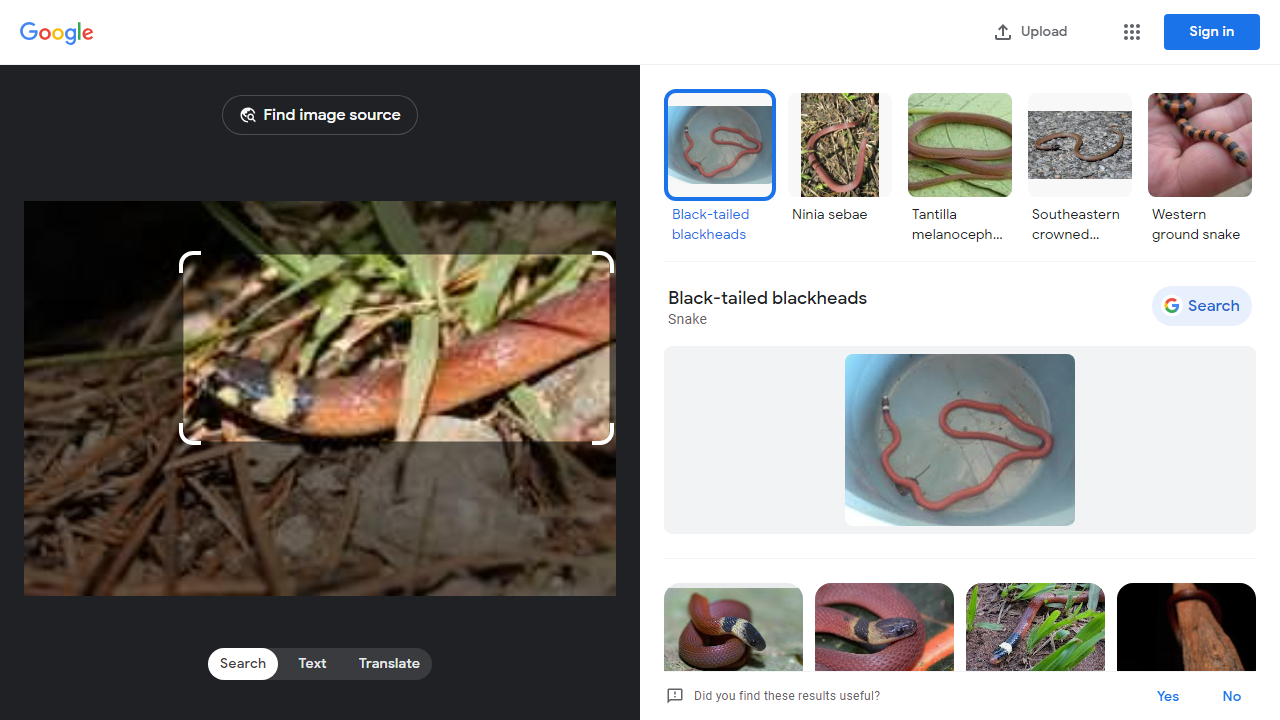 Google
Upload
Sign in
Find image source
Black-tailed
blackheads
Ninia sebae
Tantilla
melanoceph...
Southeastern
crowned...
Western
ground snake
Black-tailed blackheads
Snake
Search
Search
Text
Translate
Did you find these results useful?
Yes
No